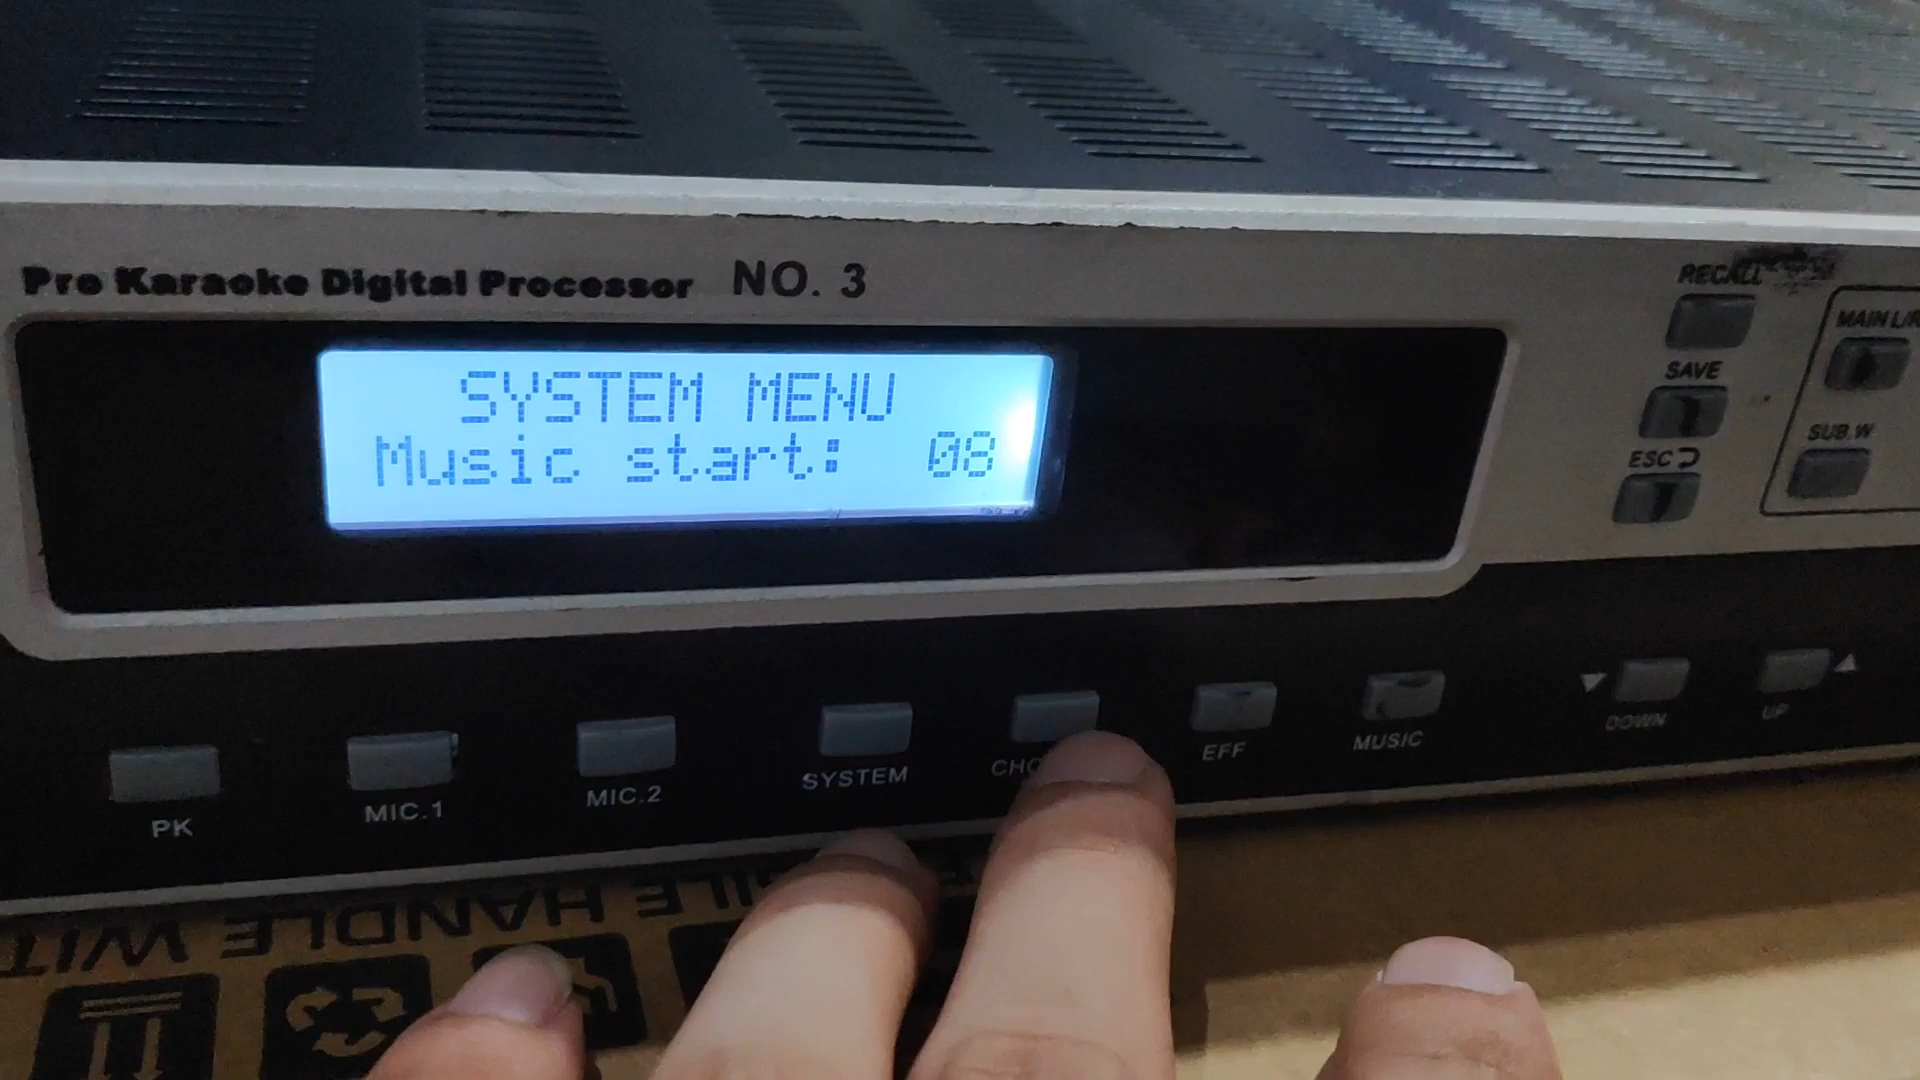 Pro Karaoke Digital Processor NO. 3
SYSTEM MENU
Music start: 08
RECALL
SAVE
ESC
MAIN L/R
SUB.W
PK
MIC.1
MIC.2
SYSTEM
EFF
MUSIC
DOWN
UP
HANDLE